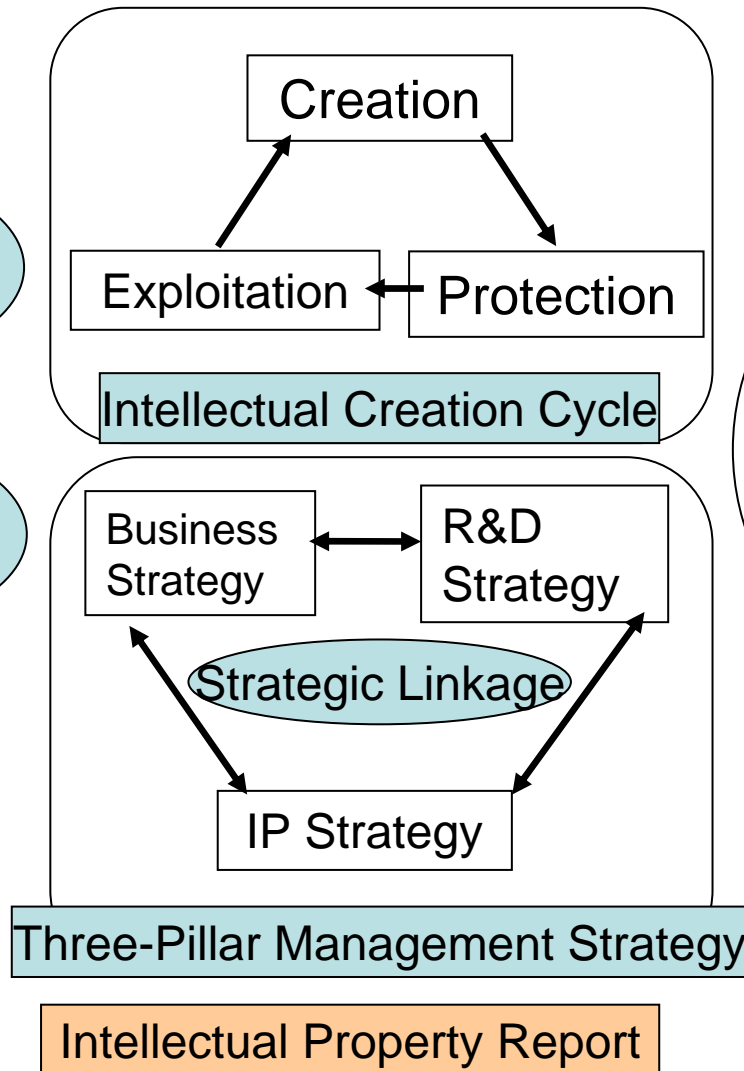 Creation
Exploitation
Protection
Intellectual Creation Cycle
Business
Strategy
R&D
Strategy
Strategic Linkage
IP Strategy
Three-Pillar Management Strategy
Intellectual Property Report